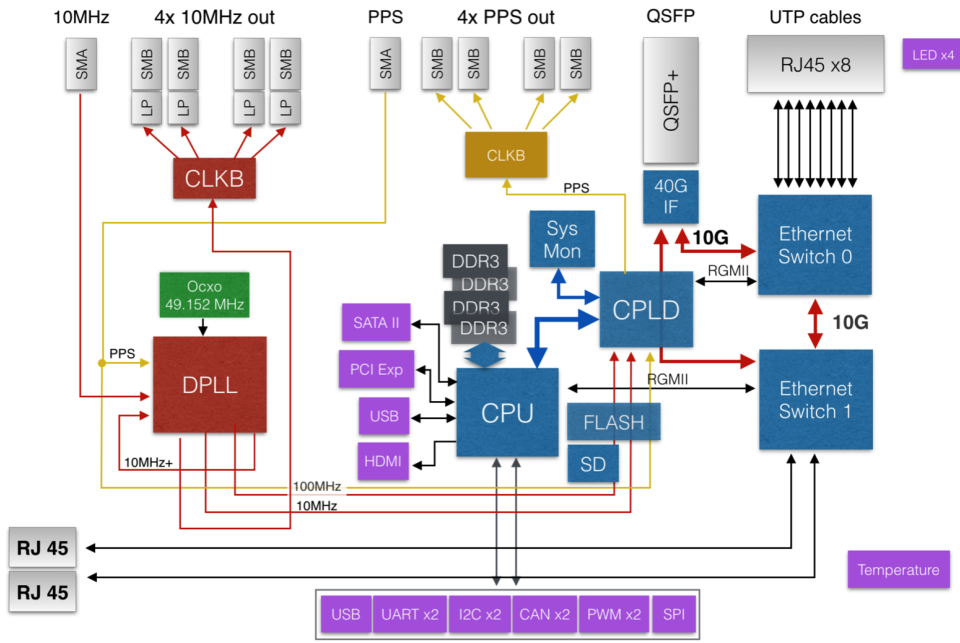 10MHz
4x 10MHz out
PPS
4x PPS out
QSFP
UTP cables
SMA
SMB
SMB
SMB
SMB
SMA
SMB
SMB
SMB
SMB
QSFP+
RJ45 x8
LED x4
LP
LP
LP
LP
CLKB
CLKB
PPS
40G
IF
10G
Ethernet
Switch 0
Sys
Mon
RGMII
DDR3
DDR3
DDR3
DDR3
Ocxo
49.152 MHz
CPLD
SATA II
10G
PPS
PCI Exp
DPLL
CPU
RGMII
Ethernet
Switch 1
USB
FLASH
HDMI
SD
10MHz+
100MHz
10MHz
RJ 45
RJ 45
Temperature
USB
UART x2
I2C x2
CAN x2
PWM x2
SPI